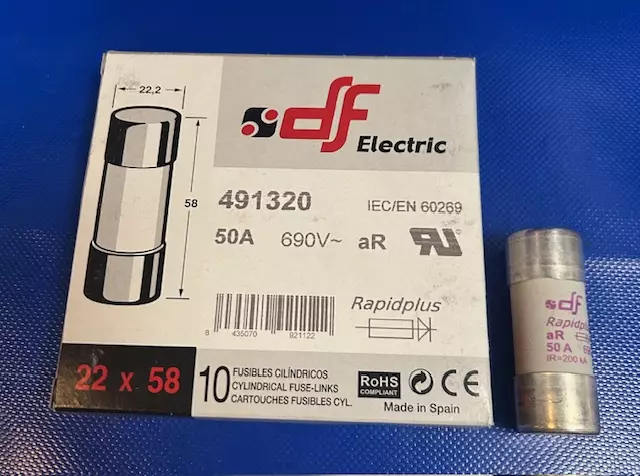 22,2
58
df Electric
491320
IEC/EN 60269
50A 690V~ aR
8 435070 921122
Rapidplus
22 x 58
10
FUSIBLES CILÍNDRICOS
CYLINDRICAL FUSE-LINKS
CARTOUCHES FUSIBLES CYL.
RoHS
COMPLIANT
CE
Made in Spain
df
Rapidplus
aR
50A
IR=200 kA